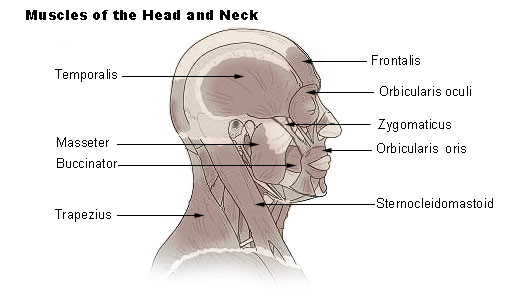 Muscles of the Head and Neck
Frontalis
Temporalis
Orbicularis oculi
Zygomaticus
Masseter
Orbicularis oris
Buccinator
Sternocleidomastoid
Trapezius